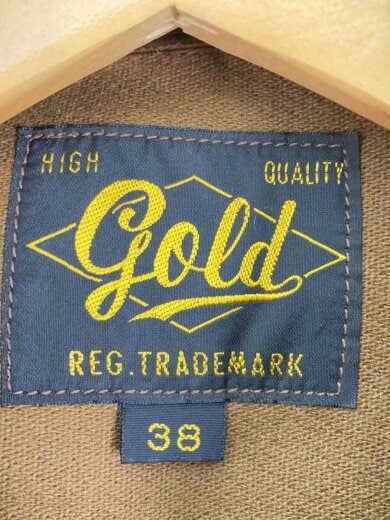 HIGH QUALITY
Gold
REG. TRADEMARK
38